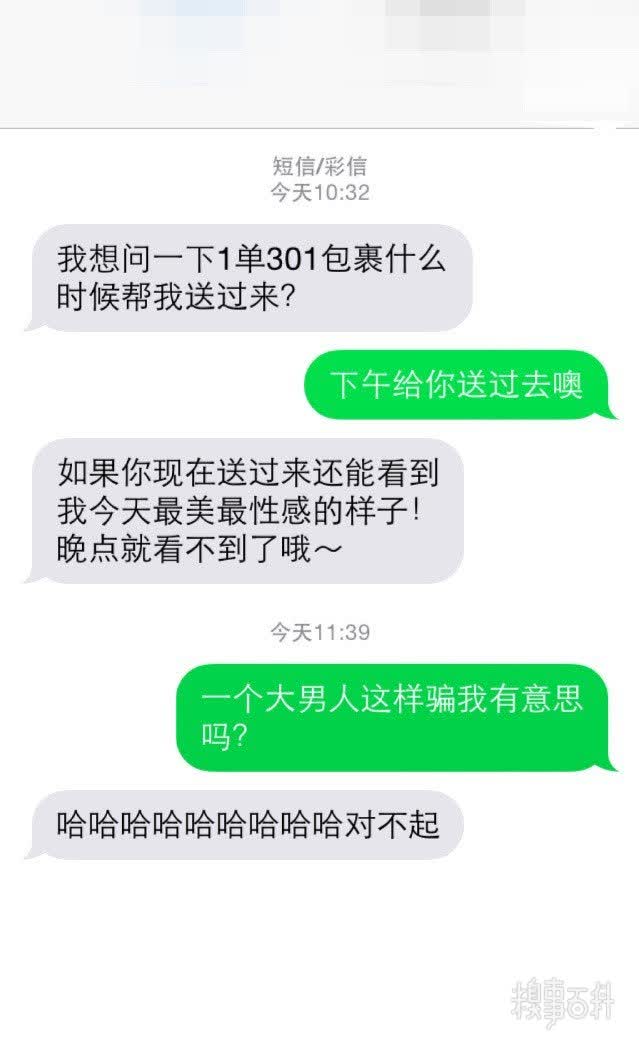 短信/彩信
今天10:32
我想问一下1单301包裹什么
时候帮我送过来?
下午给你送过去噢
如果你现在送过来还能看到
我今天最美最性感的样子!
晚点就看不到了哦～
今天11:39
一个大男人这样骗我有意思
吗?
哈哈哈哈哈哈哈哈哈对不起
糗事百科